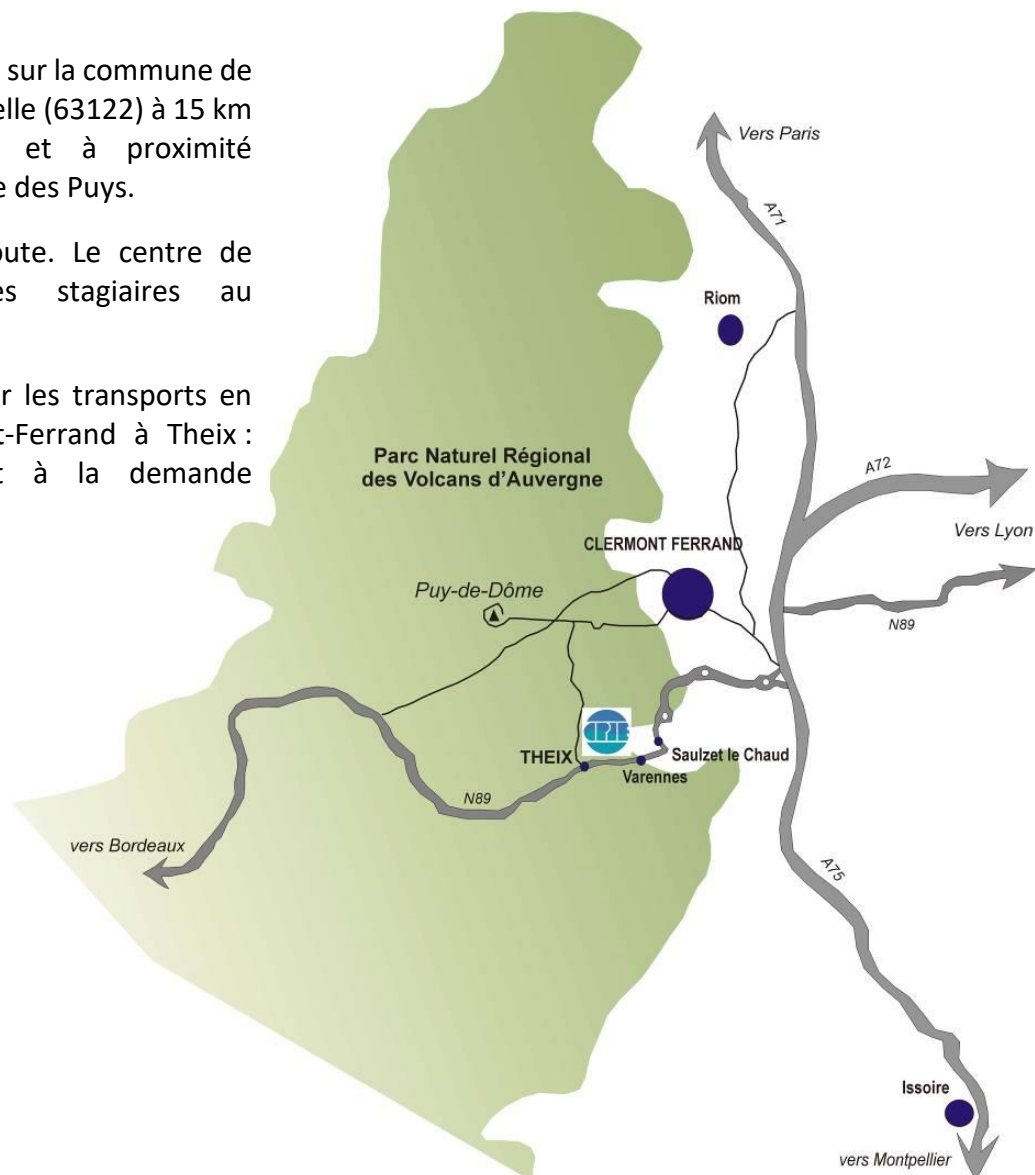 sur la commune de
elle (63122) à 15 km
et à proximité
e des Puys.
oute. Le centre de
es stagiaires au
r les transports en
t-Ferrand à Theix :
t à la demande
Vers Paris
A71
Riom
Parc Naturel Régional
des Volcans d'Auvergne
A72
Vers Lyon
CLERMONT FERRAND
Puy-de-Dôme
N89
CPIE
THEIX
Saulzet le Chaud
Varennes
N89
vers Bordeaux
A75
Issoire
vers Montpellier